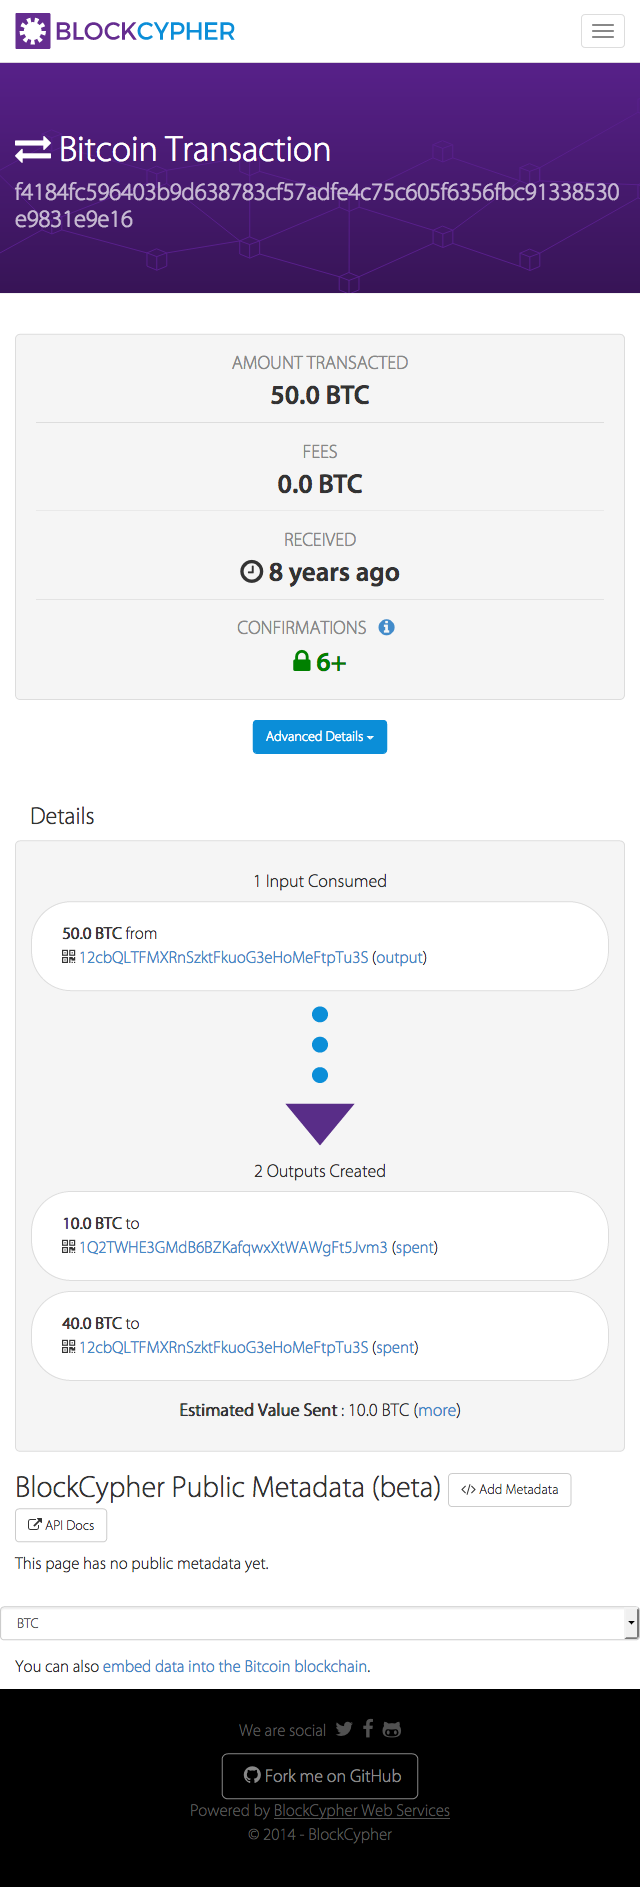 BLOCKCYPHER
Bitcoin Transaction
f4184fc596403b9d638783cf57adfe4c75c605f6356fbc91338530
e9831e9e16
AMOUNT TRANSACTED
50.0 BTC
FEES
0.0 BTC
RECEIVED
8 years ago
CONFIRMATIONS
6+
Advanced Details
Details
1 Input Consumed
50.0 BTC from
12cbQLTFMXRnSzktFkuoG3eHoMeFtpTu3S (output)
2 Outputs Created
10.0 BTC to
1Q2TWHE3GMdB6BZKafqwxXtWAWgFt5Jvm3 (spent)
40.0 BTC to
12cbQLTFMXRnSzktFkuoG3eHoMeFtpTu3S (spent)
Estimated Value Sent : 10.0 BTC (more)
BlockCypher Public Metadata (beta) </> Add Metadata
API Docs
This page has no public metadata yet.
BTC
You can also embed data into the Bitcoin blockchain.
We are social
Fork me on GitHub
Powered by BlockCypher Web Services
© 2014 - BlockCypher